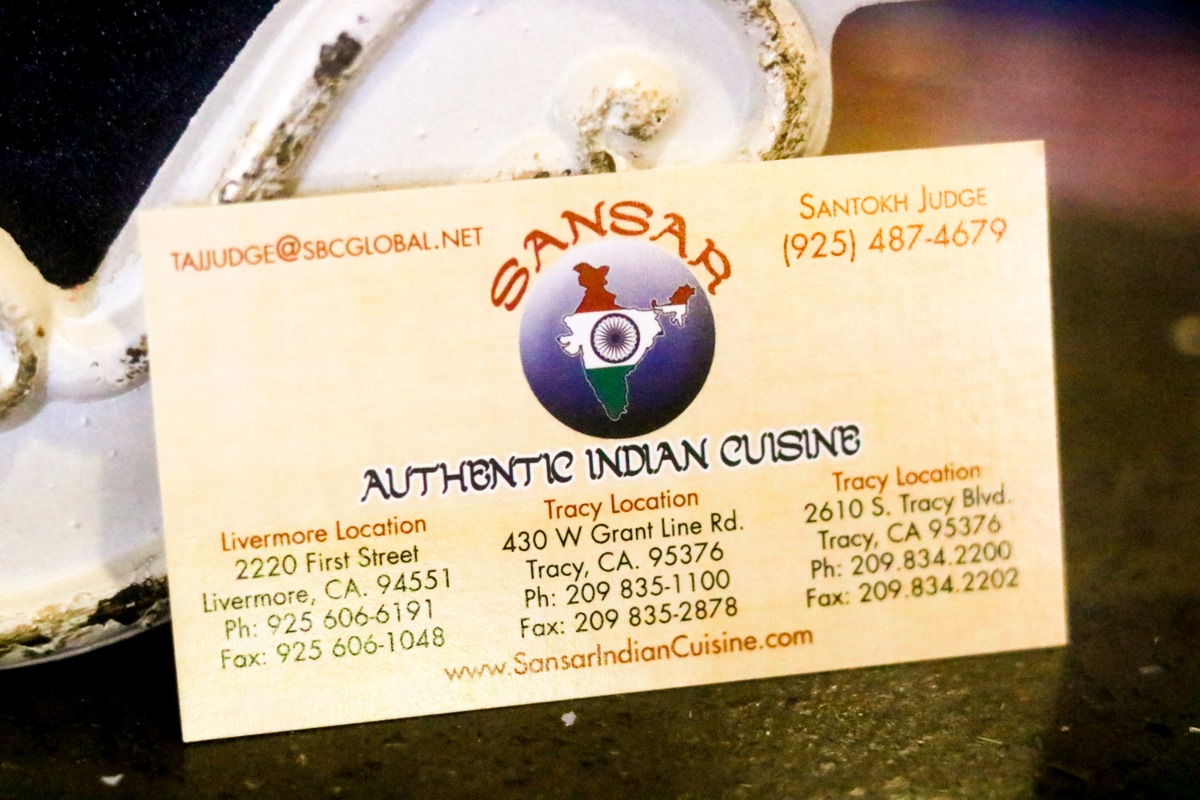 TAJJUDGE@SBCGLOBAL.NET
SANSAR
SANTOKH JUDGE
(925) 487-4679
AUTHENTIC INDIAN CUISINE
Livermore Location
2220 First Street
Livermore, CA. 94551
Ph: 925 606-6191
Fax: 925 606-1048
Tracy Location
430 W Grant Line Rd.
Tracy, CA. 95376
Ph: 209 835-1100
Fax: 209 835-2878
Tracy Location
2610 S. Tracy Blvd.
Tracy, CA 95376
Ph: 209.834.2200
Fax: 209.834.2202
www.SansarIndianCuisine.com